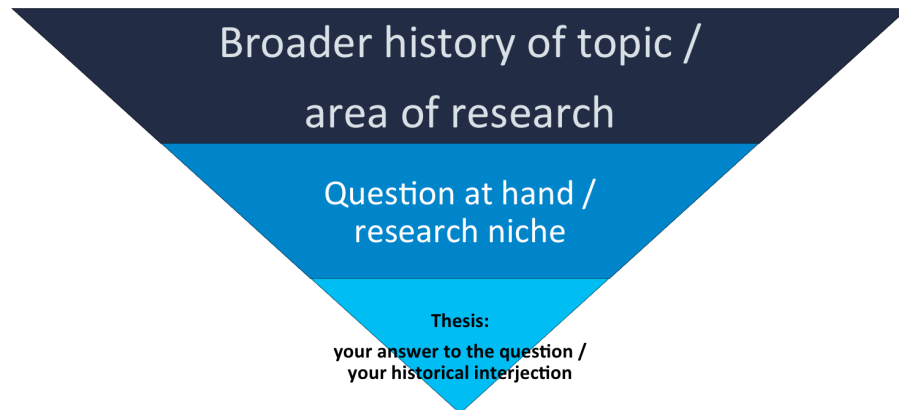 Broader history of topic /
area of research
Question at hand /
research niche
Thesis:
your answer to the question /
your historical interjection